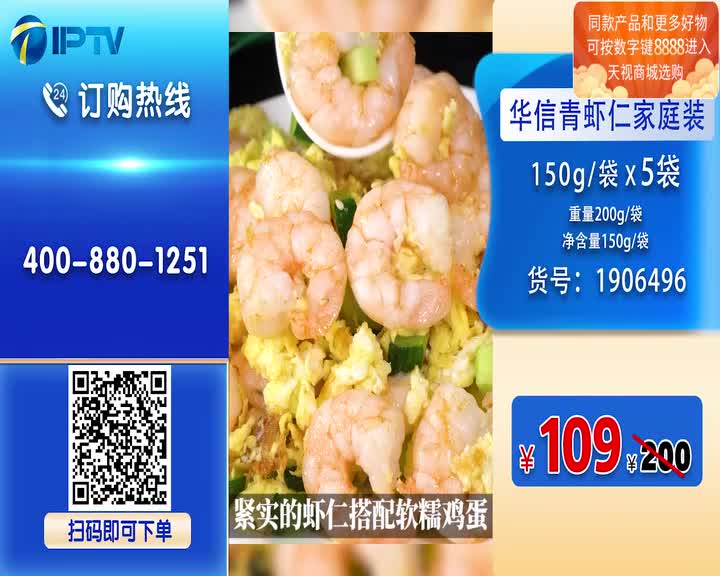 IPTV
24 订购热线
400-880-1251
扫码即可下单
紧实的虾仁搭配软糯鸡蛋
同款产品和更多好物
可按数字键8888进入
天视商城选购
华信青虾仁家庭装
150g/袋 x 5袋
重量200g/袋
净含量150g/袋
货号：1906496
¥109 ¥200